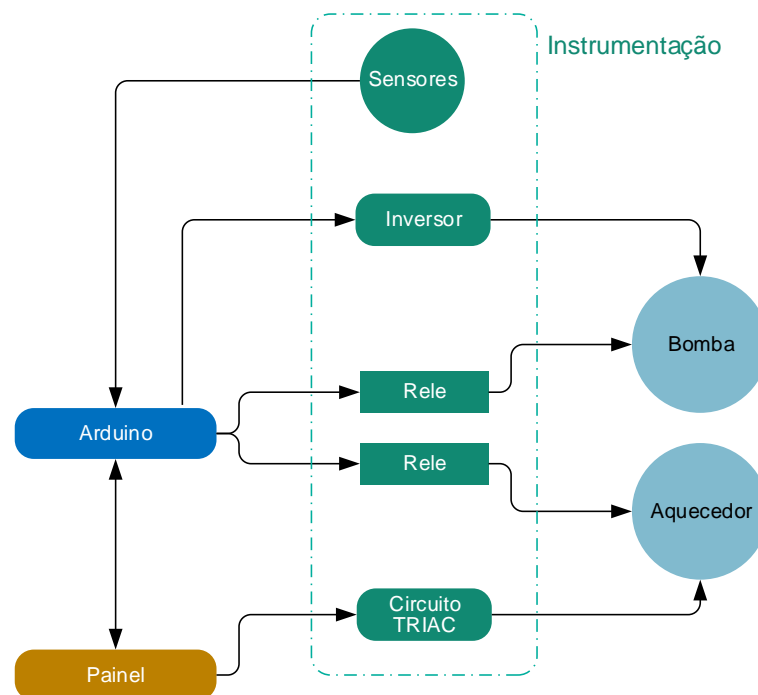 Instrumentação
Sensores
Inversor
Bomba
Rele
Arduino
Rele
Aquecedor
Circuito
TRIAC
Painel